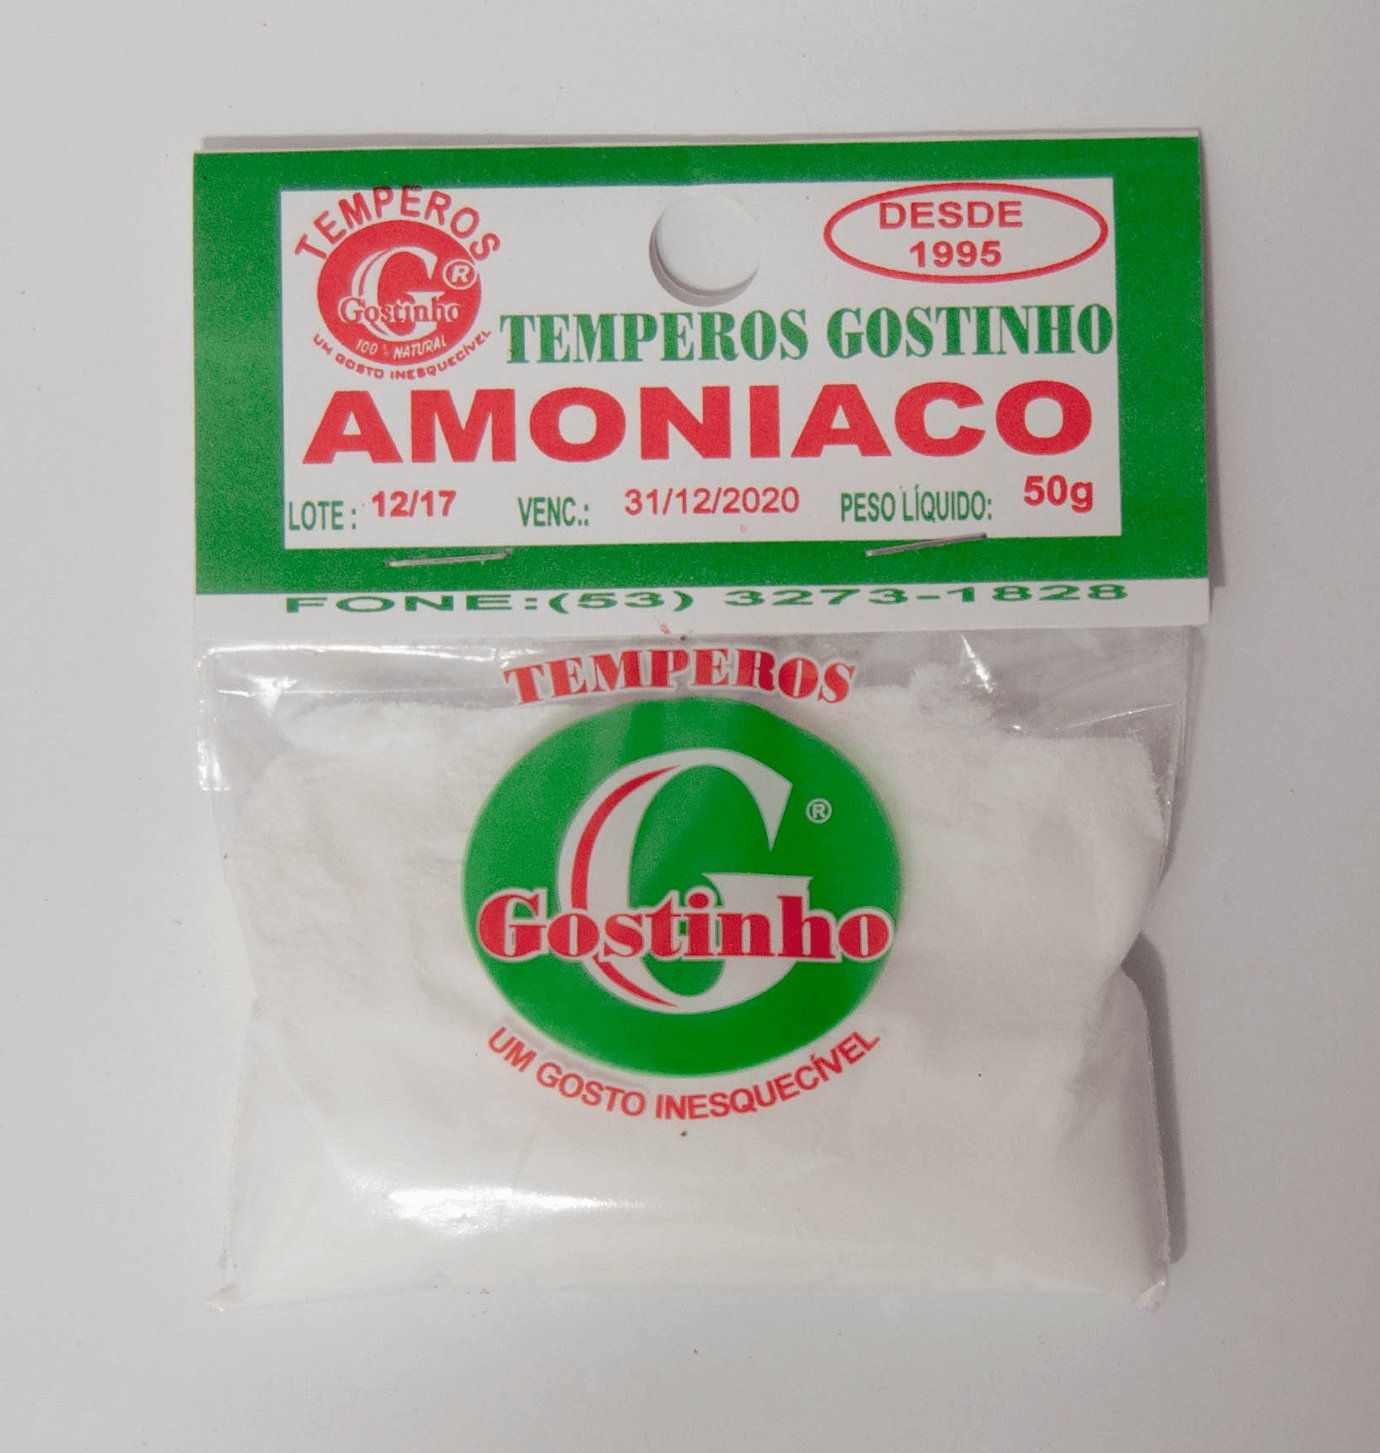 TEMPEROS
®
Gostinho
100% NATURAL
UM GOSTO INESQUECÍVEL
DESDE
1995
TEMPEROS GOSTINHO
AMONIACO
LOTE: 12/17 VENC.: 31/12/2020 PESO LÍQUIDO: 50g
FONE:(53) 3273-1828
TEMPEROS
G
®
Gostinho
UM GOSTO INESQUECÍVEL